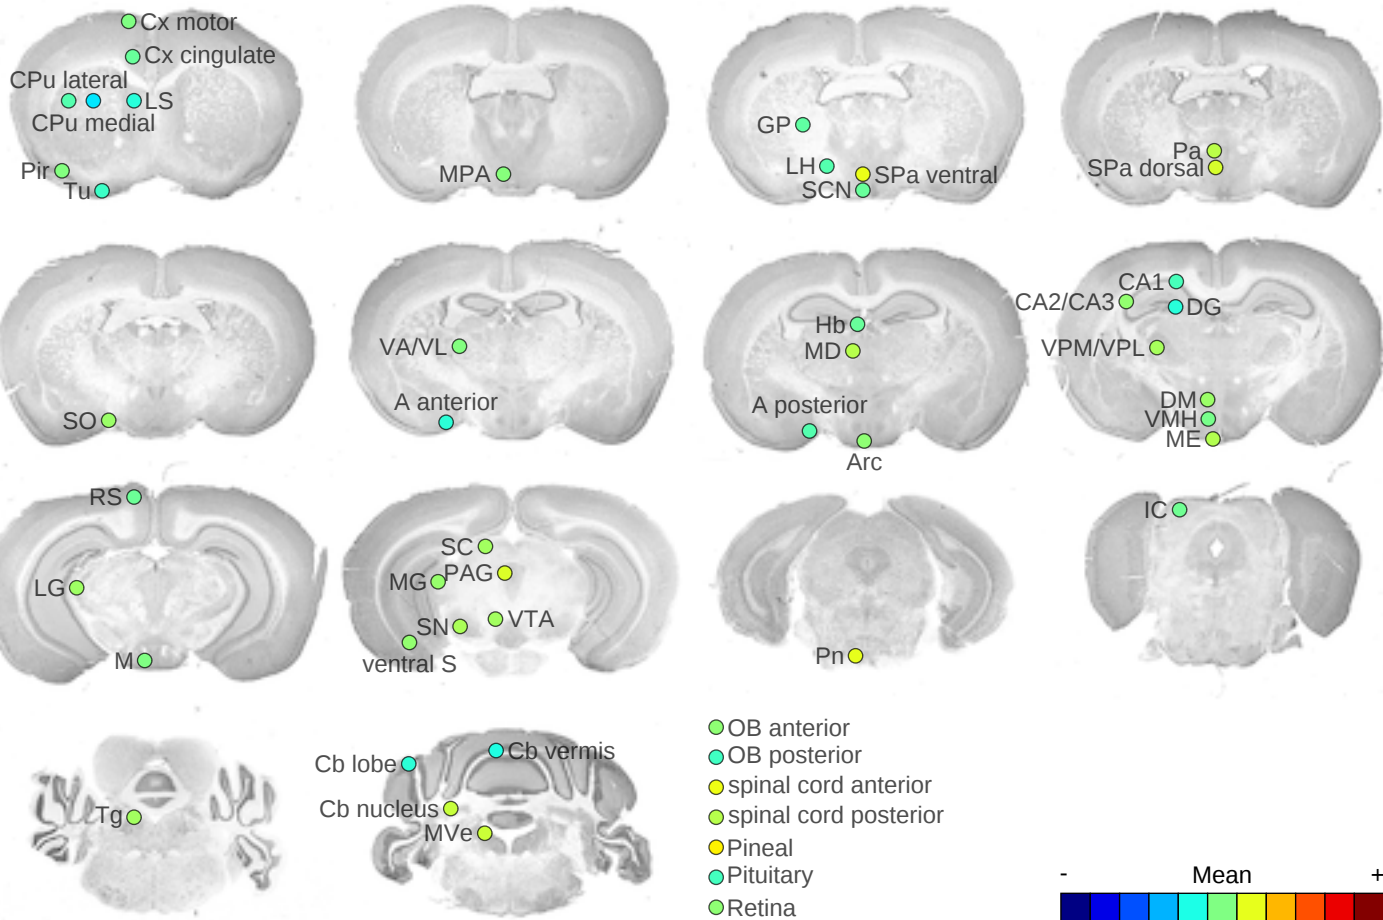 Cx motor
Cx cingulate
CPu lateral
LS
CPu medial
Pir
Tu
MPA
GP
LH
SPa ventral
SCN
Pa
SPa dorsal
SO
VA/VL
A anterior
Hb
MD
A posterior
Arc
CA1
CA2/CA3
DG
VPM/VPL
DM
VMH
ME
RS
LG
M
SC
MG
PAG
SN
VTA
ventral S
Pn
IC
Tg
Cb lobe
Cb vermis
Cb nucleus
MVe
OB anterior
OB posterior
spinal cord anterior
spinal cord posterior
Pineal
Pituitary
Retina
- Mean +